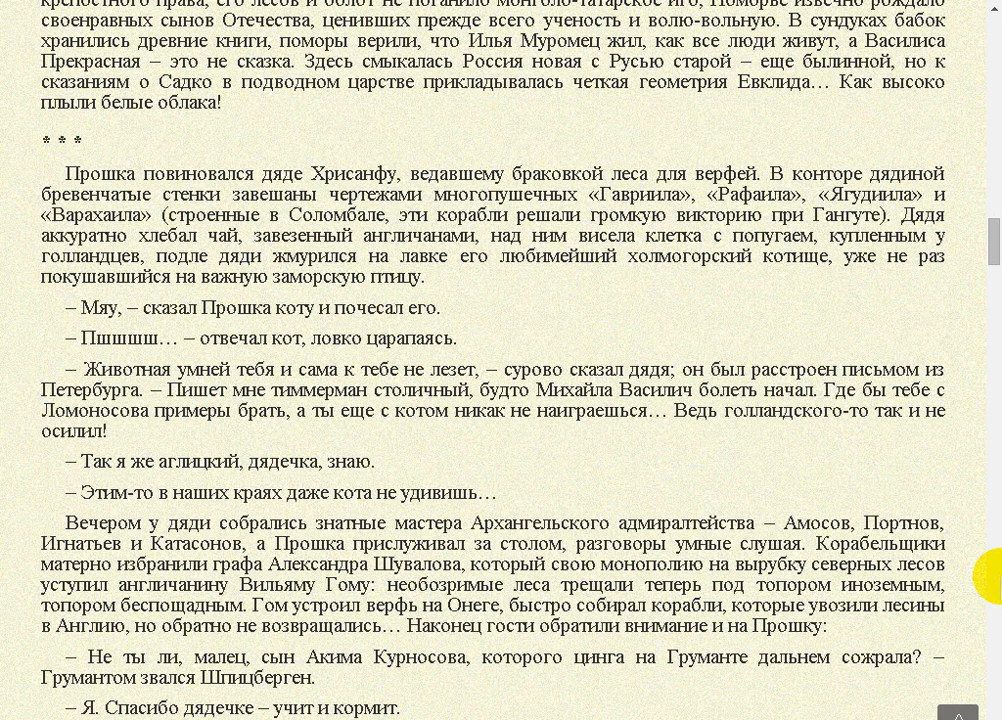 крепостного права, его лесов и болот не поганило монголо-татарское иго, Поморье извечно рождало
своенравных сынов Отечества, ценивших прежде всего ученость и волю-вольную. В сундуках бабок
хранились древние книги, поморы верили, что Илья Муромец жил, как все люди живут, а Василиса
Прекрасная – это не сказка. Здесь смыкалась Россия новая с Русью старой – еще былинной, но к
сказаниям о Садко в подводном царстве прикладывалась четкая геометрия Евклида… Как высоко
плыли белые облака!
* * *
Прошка повиновался дяде Хрисанфу, ведавшему браковкой леса для верфей. В конторе дядиной
бревенчатые стенки завешаны чертежами многопушечных «Гавриила», «Рафаила», «Ягудиила» и
«Варахаила» (строенные в Соломбале, эти корабли решали громкую викторию при Гангуте). Дядя
аккуратно хлебал чай, завезенный англичанами, над ним висела клетка с попугаем, купленным у
голландцев, подле дяди жмурился на лавке его любимейший холмогорский котище, уже не раз
покушавшийся на важную заморскую птицу.
– Мяу, – сказал Прошка коту и почесал его.
– Пшшшш… – отвечал кот, ловко царапаясь.
– Животная умней тебя и сама к тебе не лезет, – сурово сказал дядя; он был расстроен письмом из
Петербурга. – Пишет мне тиммерман столичный, будто Михайла Василич болеть начал. Где бы тебе с
Ломоносова примеры брать, а ты еще с котом никак не наиграешься… Ведь голландского-то так и не
осилил!
– Так я же аглицкий, дядечка, знаю.
– Этим-то в наших краях даже кота не удивишь…
Вечером у дяди собрались знатные мастера Архангельского адмиралтейства – Амосов, Портнов,
Игнатьев и Катасонов, а Прошка прислуживал за столом, разговоры умные слушая. Корабельщики
матерно избранили графа Александра Шувалова, который свою монополию на вырубку северных лесов
уступил англичанину Вильяму Гому: необозримые леса трещали теперь под топором иноземным,
топором беспощадным. Гом устроил верфь на Онеге, быстро собирал корабли, которые увозили лесины
в Англию, но обратно не возвращались… Наконец гости обратили внимание и на Прошку:
– Не ты ли, малец, сын Акима Курносова, которого цинга на Груманте дальнем сожрала? –
Грумантом звался Шпицберген.
– Я. Спасибо дядечке – учит и кормит.